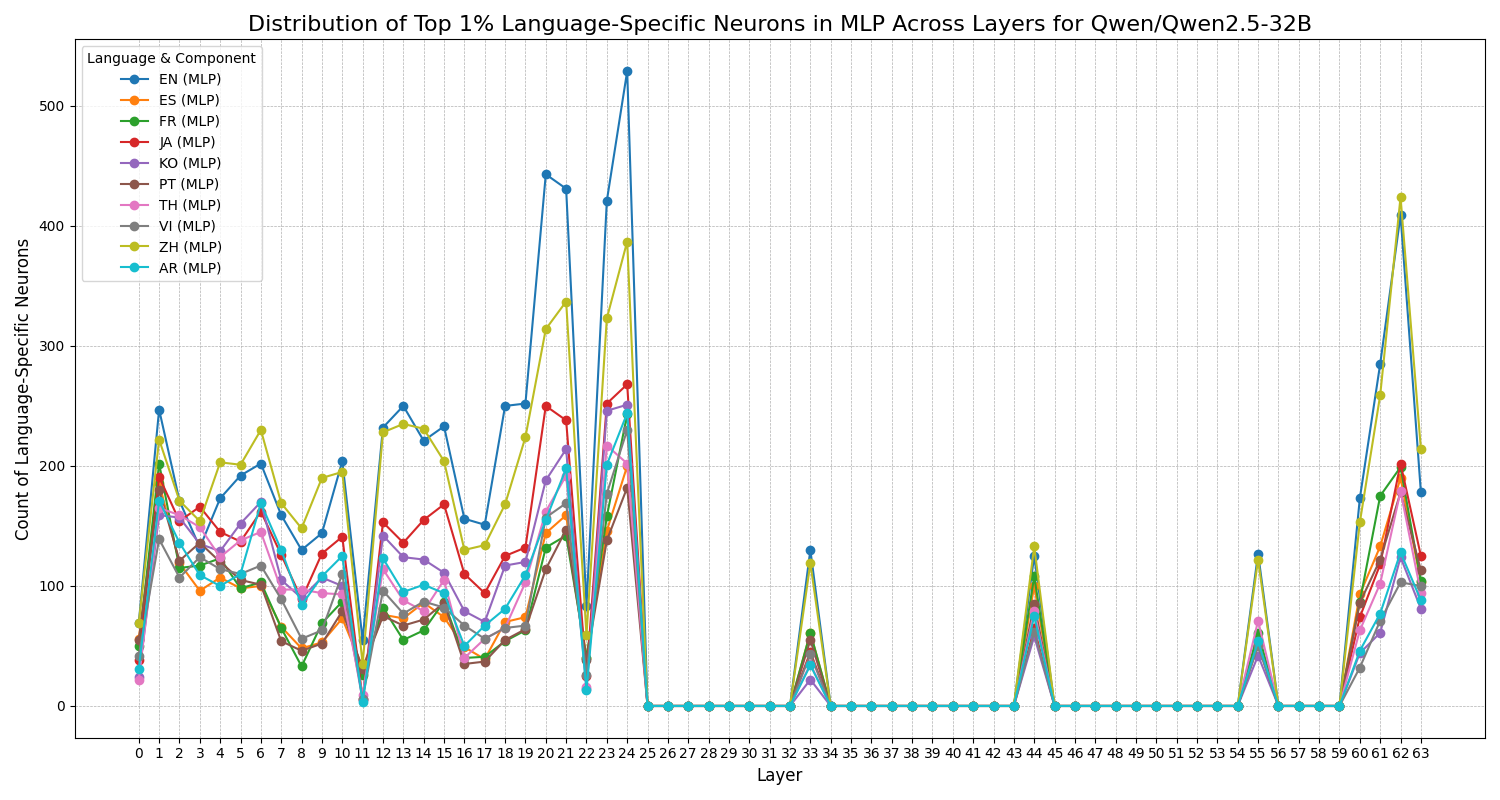 Distribution of Top 1% Language-Specific Neurons in MLP Across Layers for Qwen/Qwen2.5-32B
Language & Component
EN (MLP)
ES (MLP)
FR (MLP)
JA (MLP)
KO (MLP)
PT (MLP)
TH (MLP)
VI (MLP)
ZH (MLP)
AR (MLP)
Count of Language-Specific Neurons
500
400
300
200
100
0
0 1 2 3 4 5 6 7 8 9 10 11 12 13 14 15 16 17 18 19 20 21 22 23 24 25 26 27 28 29 30 31 32 33 34 35 36 37 38 39 40 41 42 43 44 45 46 47 48 49 50 51 52 53 54 55 56 57 58 59 60 61 62 63
Layer